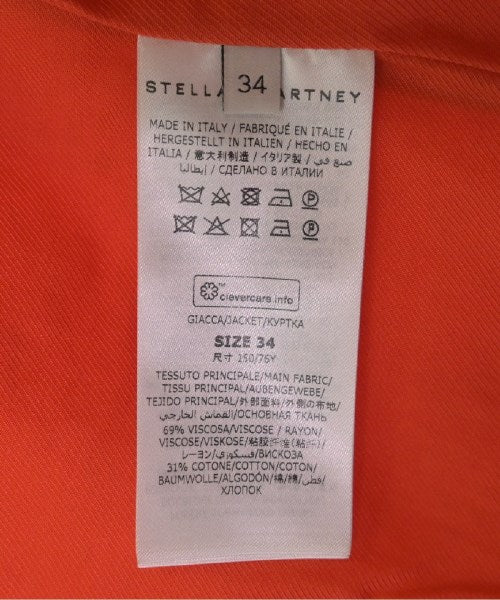 34
STELLA McCARTNEY
MADE IN ITALY / FABRIQUÉ EN ITALIE /
HERGESTELLT IN ITALIEN / HECHO EN
ITALIA / 意大利制造 / イタリア製 / صنع في
إيطاليا / СДЕЛАНО В ИТАЛИИ
clevercare.info
GIACCA/JACKET/КУРТКА
SIZE 34
尺寸 150/76Y
TESSUTO PRINCIPALE/MAIN FABRIC/
TISSU PRINCIPAL/AUßENGEWEBE/
TEJIDO PRINCIPAL/外部面料/外側の布地/
القماش الخارجي/ОСНОВНАЯ ТКАНЬ
69% VISCOSA/VISCOSE / RAYON/
VISCOSE/VISKOSE/粘胶纤维(粘纤)/
レーヨン/فسكوزي/ВИСКОЗА
31% COTONE/COTTON/COTON/
BAUMWOLLE/ALGODÓN/棉/綿/قطن/
ХЛОПОК